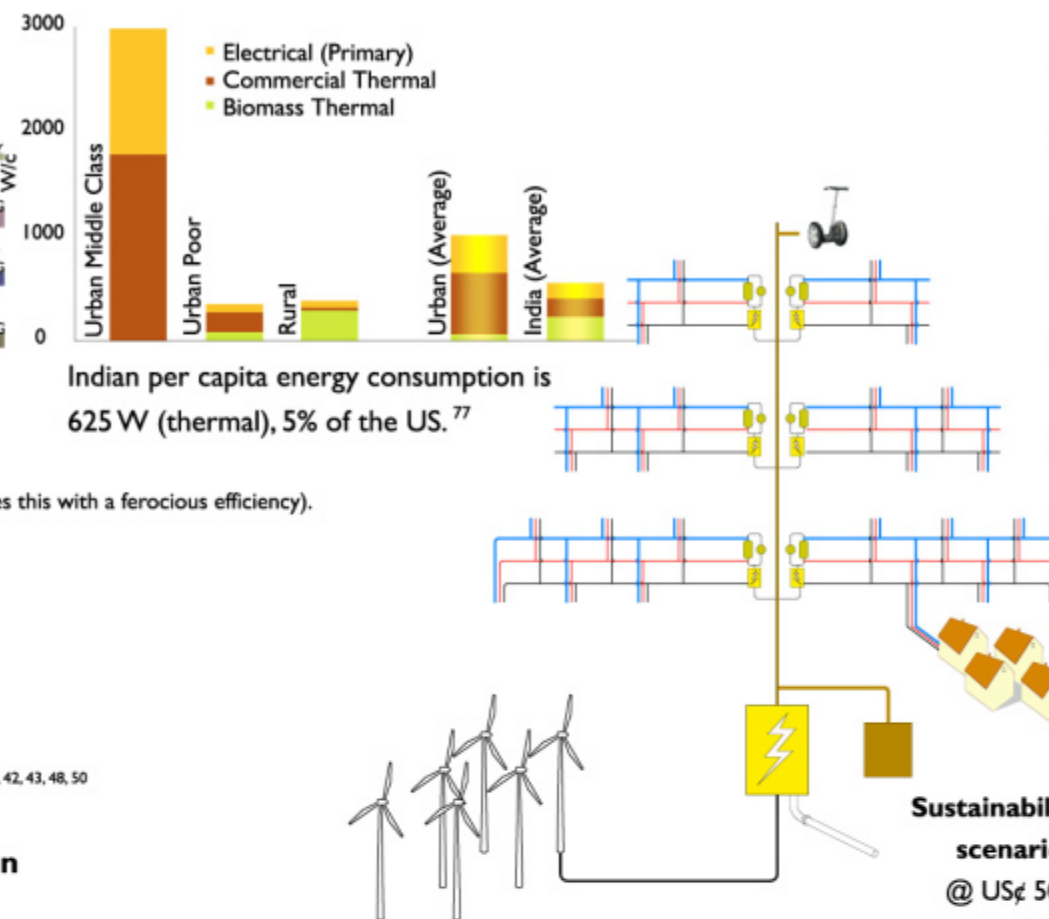 3000
2000
1000
0
W/c
Electrical (Primary)
Commercial Thermal
Biomass Thermal
Urban Middle Class
Urban Poor
Rural
Urban (Average)
India (Average)
Indian per capita energy consumption is
625 W (thermal), 5% of the US. 77
es this with a ferocious efficiency).
, 42, 43, 48, 50
n
Sustainabil
scenari
@ US¢ 50